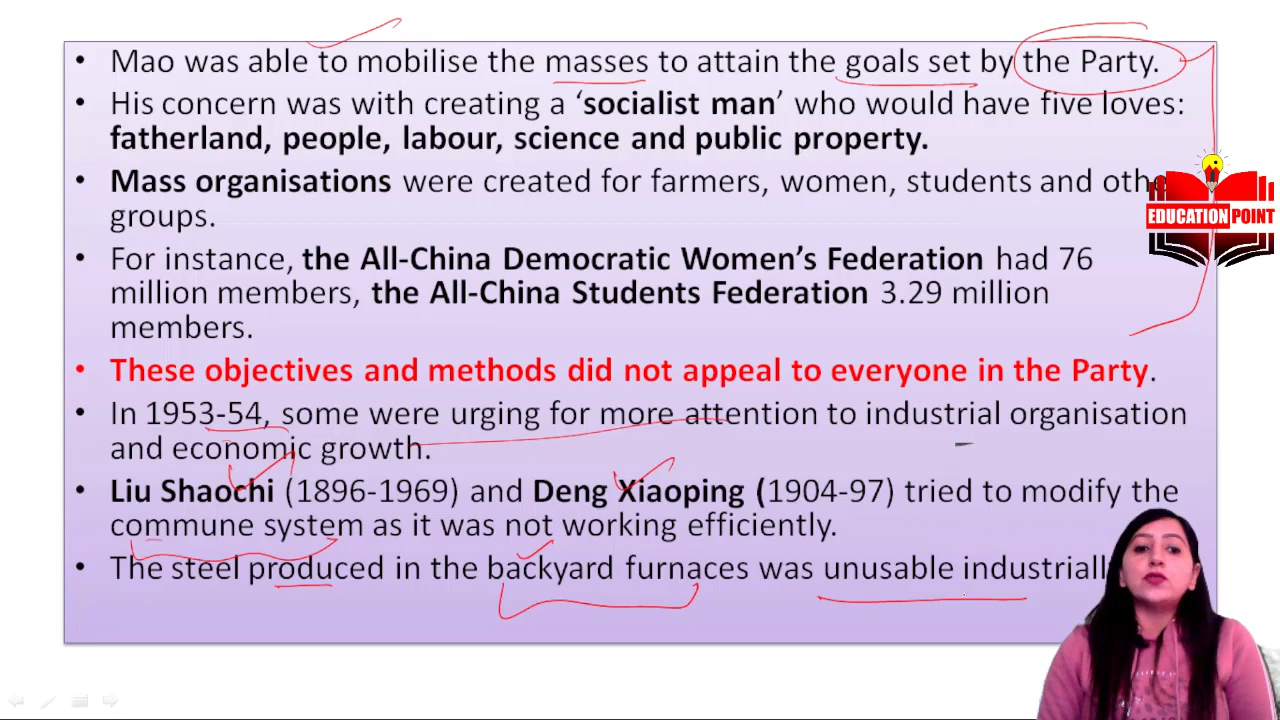 • Mao was able to mobilise the masses to attain the goals set by the Party.
• His concern was with creating a ‘socialist man’ who would have five loves:
fatherland, people, labour, science and public property.
• Mass organisations were created for farmers, women, students and othe
groups.
• For instance, the All-China Democratic Women’s Federation had 76
million members, the All-China Students Federation 3.29 million
members.
• These objectives and methods did not appeal to everyone in the Party.
• In 1953-54, some were urging for more attention to industrial organisation
and economic growth.
• Liu Shaochi (1896-1969) and Deng Xiaoping (1904-97) tried to modify the
commune system as it was not working efficiently.
• The steel produced in the backyard furnaces was unusable industriall
EDUCATION POINT